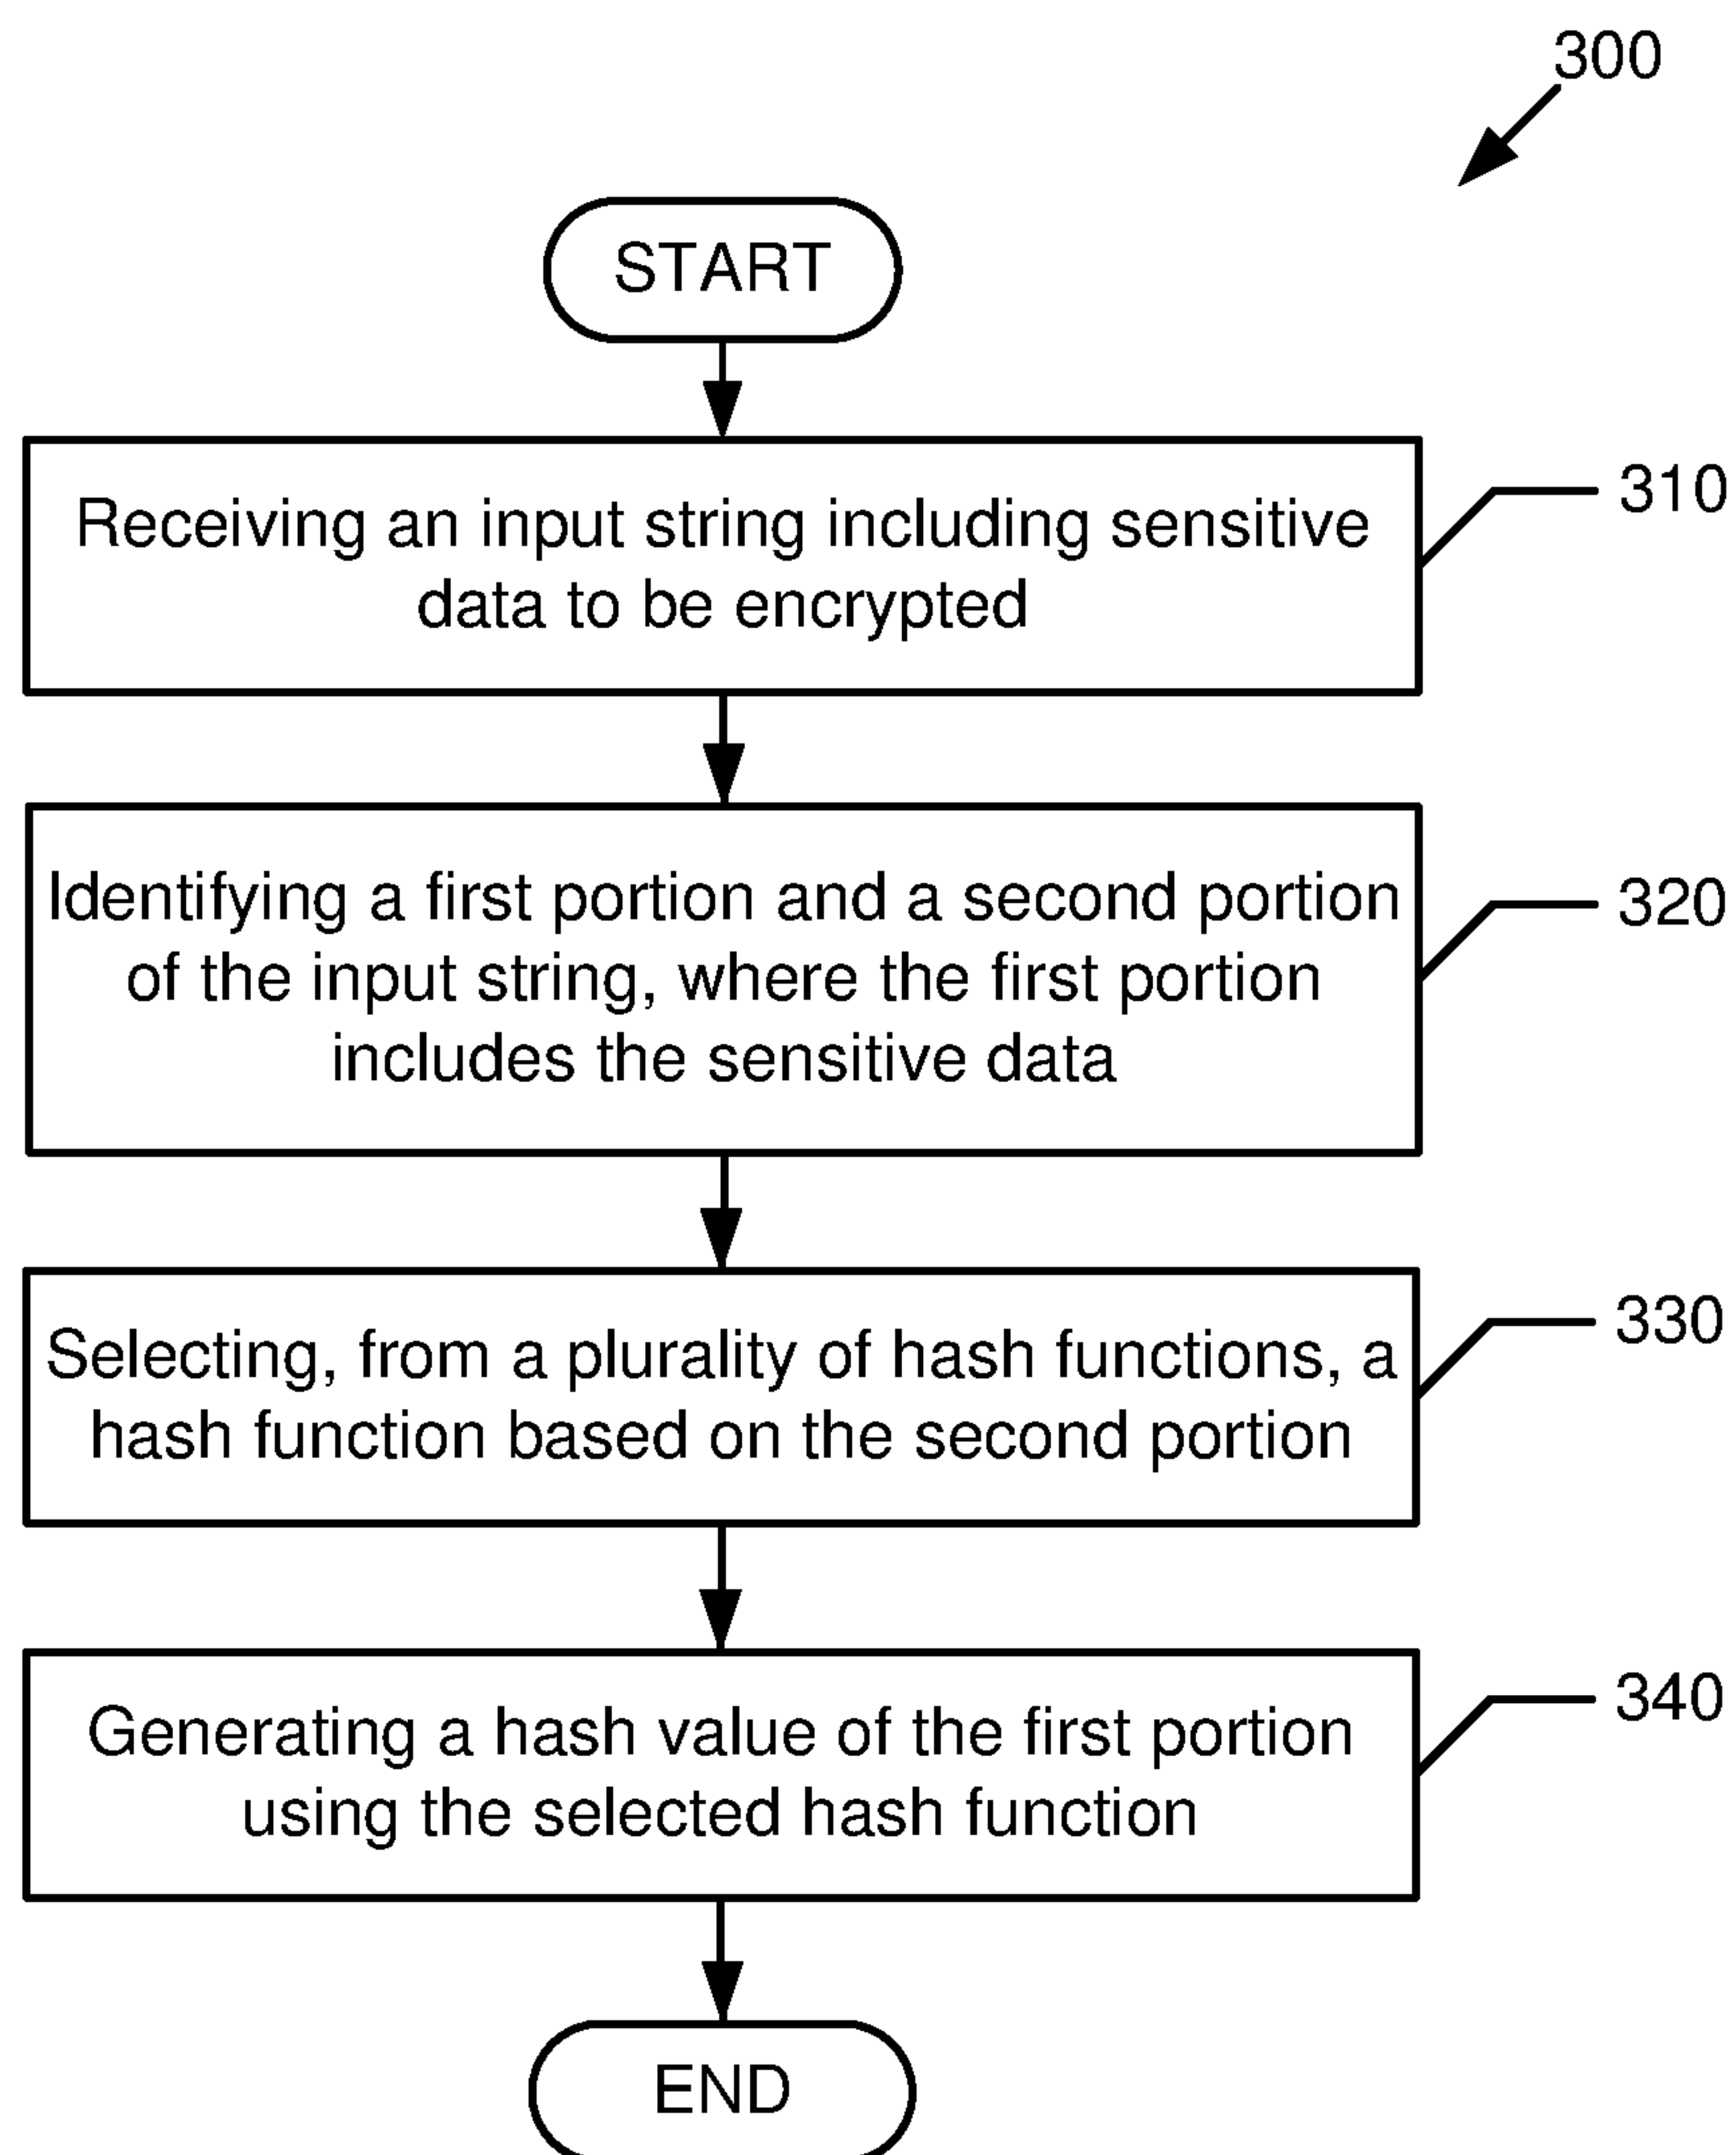 300
START
Receiving an input string including sensitive
data to be encrypted
310
Identifying a first portion and a second portion
of the input string, where the first portion
includes the sensitive data
320
Selecting, from a plurality of hash functions, a
hash function based on the second portion
330
Generating a hash value of the first portion
using the selected hash function
340
END